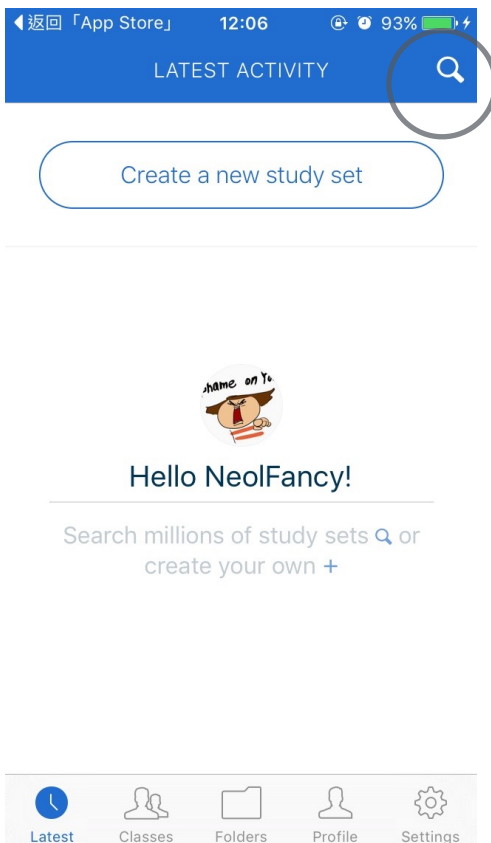 返回「App Store」 12:06 93%
LATEST ACTIVITY
Create a new study set
Shame on Yo
Hello NeolFancy!
Search millions of study sets or
create your own +
Latest Classes Folders Profile Settings